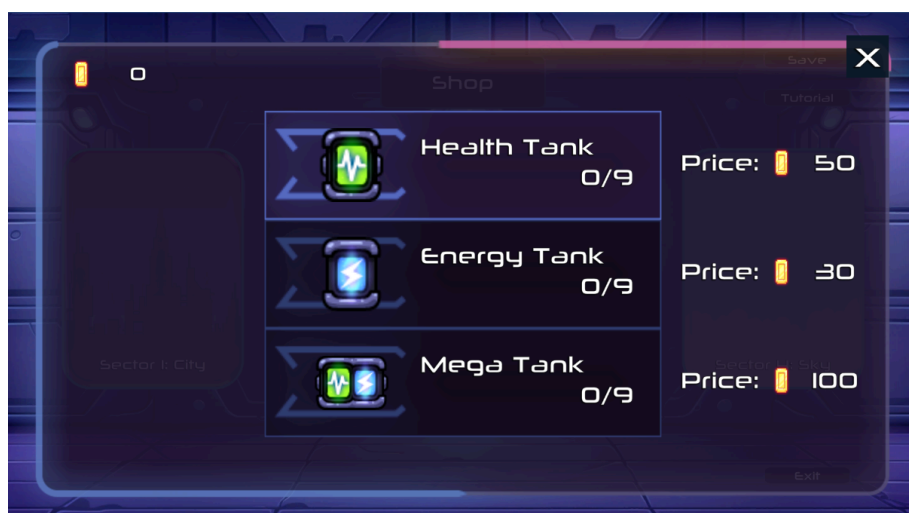 0
Save
X
Shop
Tutorial
Health Tank
0/9
Price: 50
Energy Tank
0/9
Price: 30
Sector 1: City
Mega Tank
0/9
Price: 100
Exit